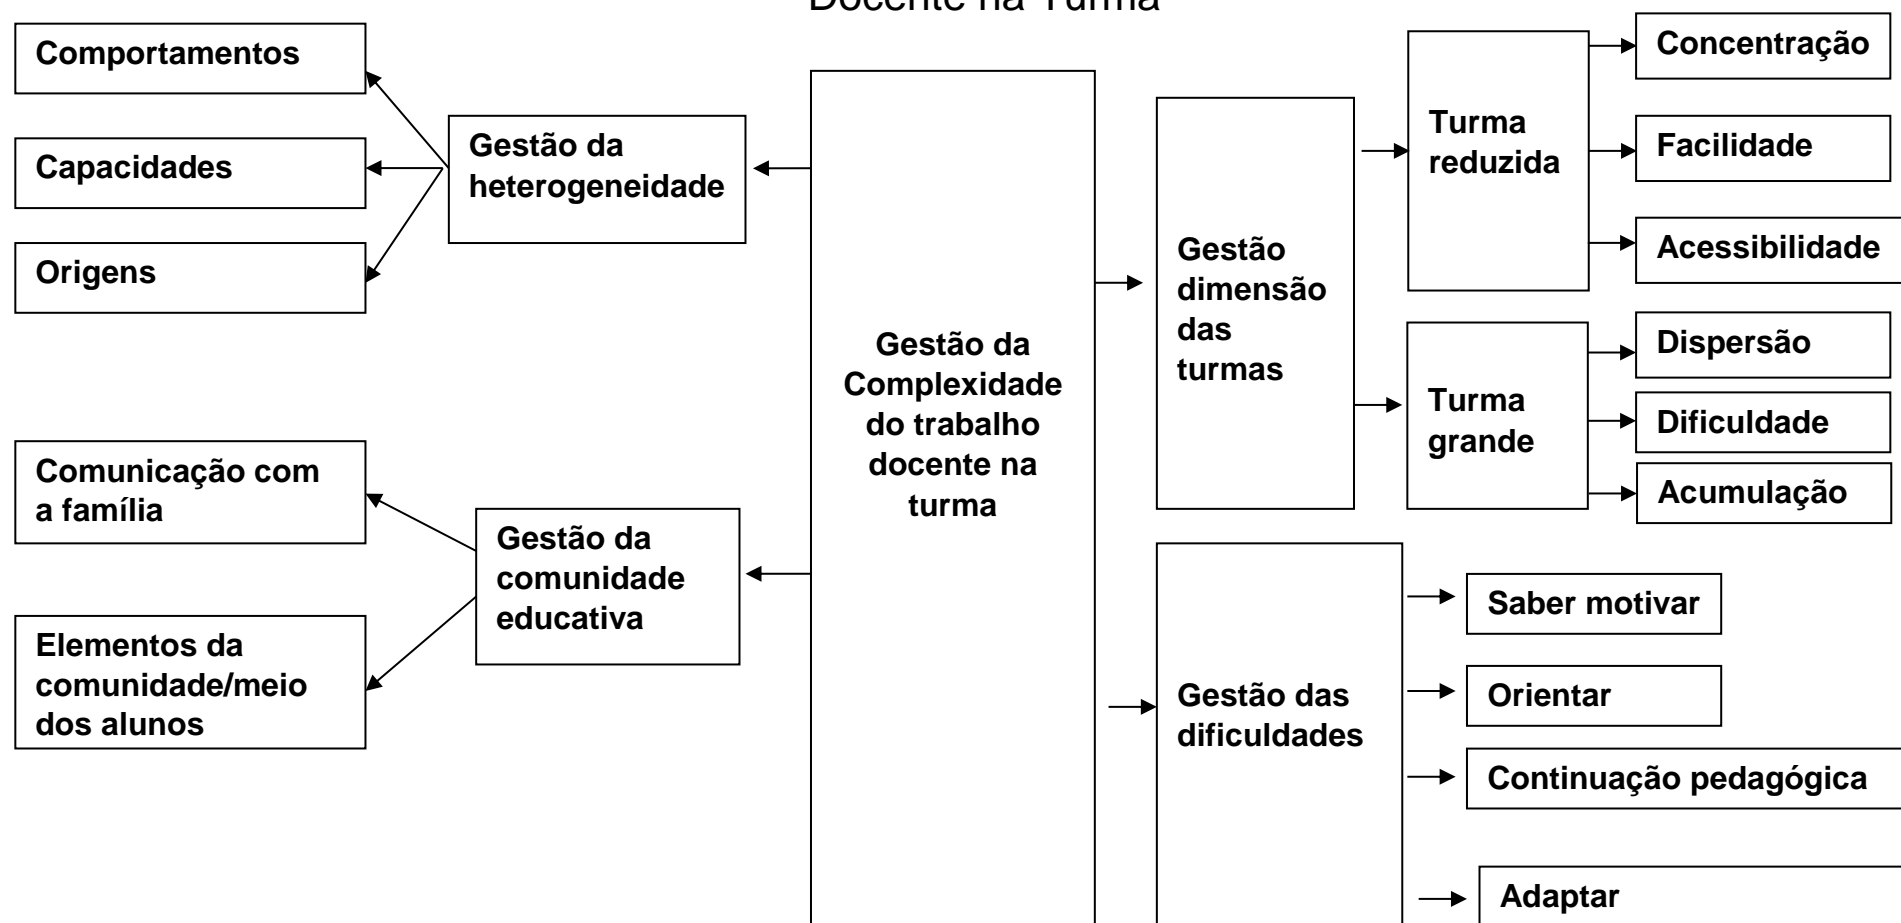 Docente na Turma
Comportamentos
Capacidades
Origens
Gestão da
heterogeneidade
Comunicação com
a família
Elementos da
comunidade/meio
dos alunos
Gestão da
comunidade
educativa
Gestão da
Complexidade
do trabalho
docente na
turma
Gestão
dimensão
das
turmas
Turma
reduzida
Concentração
Facilidade
Acessibilidade
Turma
grande
Dispersão
Dificuldade
Acumulação
Gestão das
dificuldades
Saber motivar
Orientar
Continuação pedagógica
Adaptar